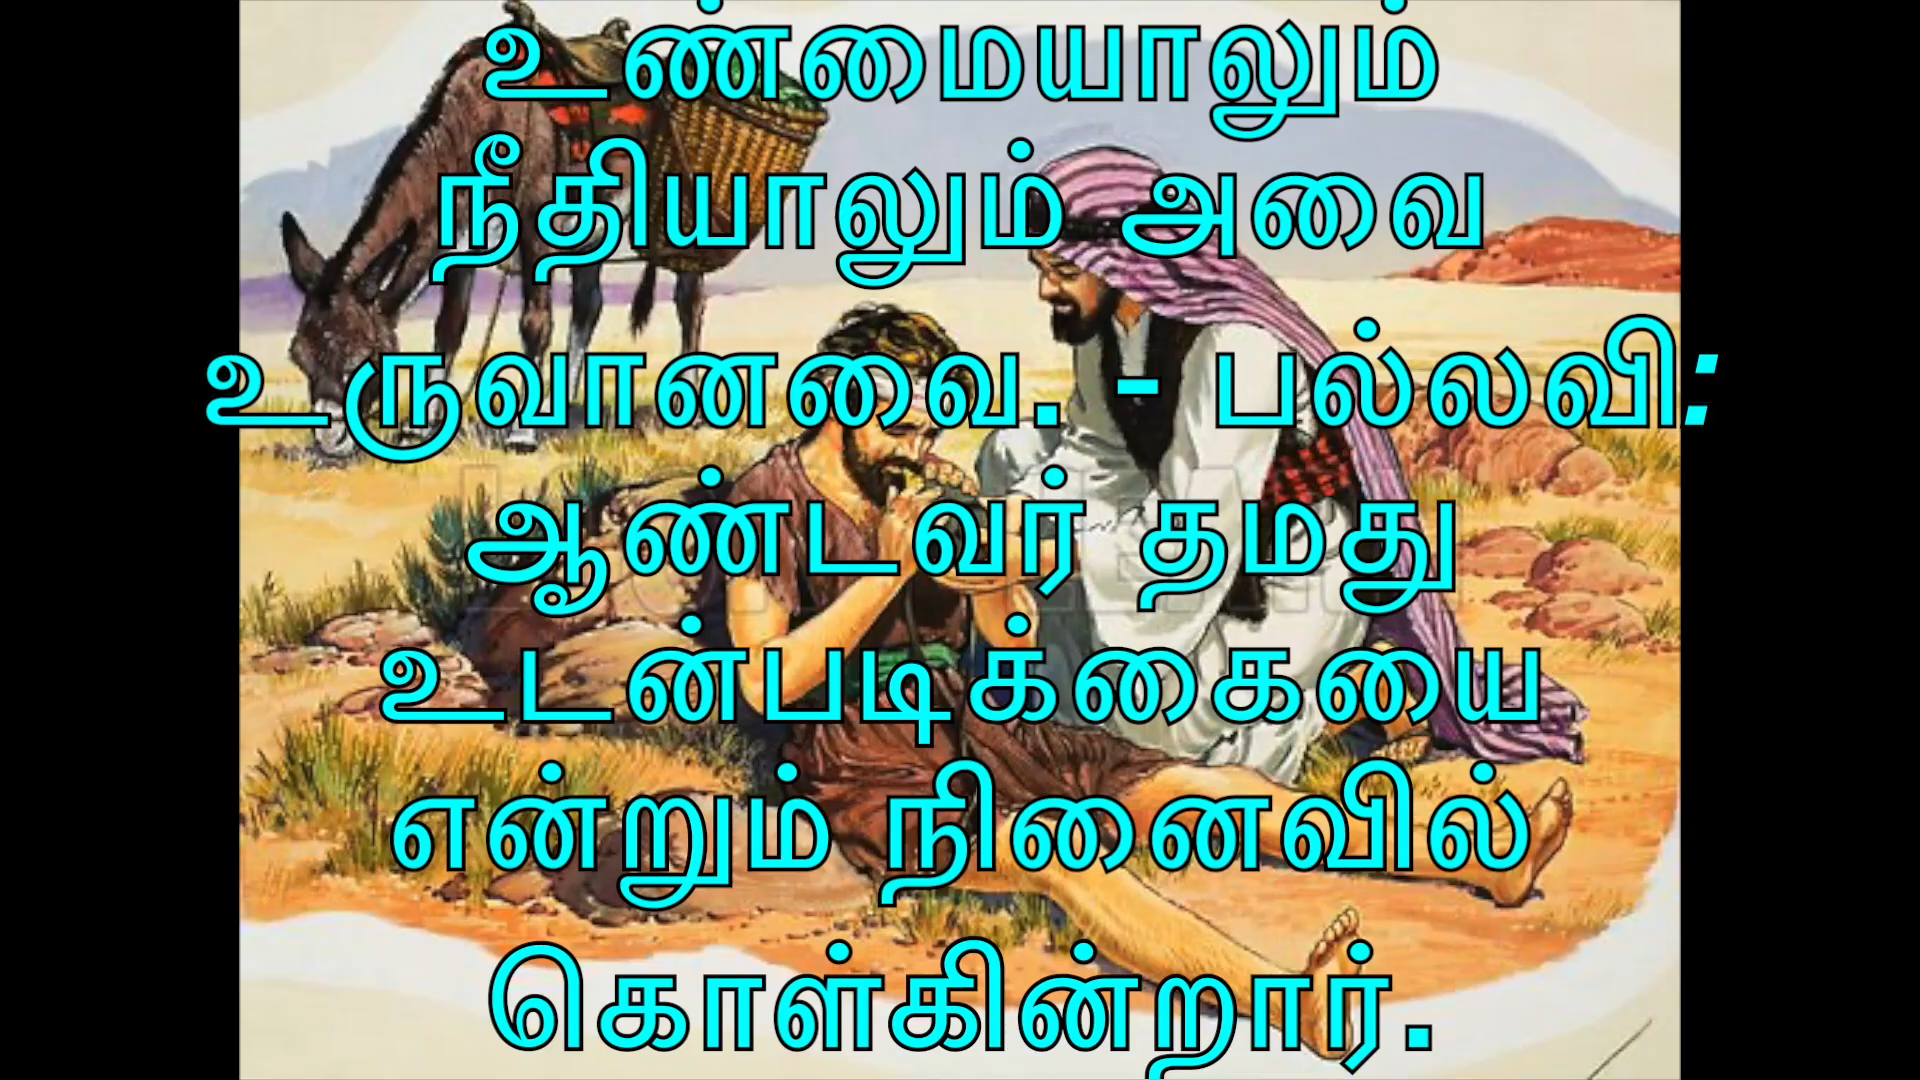 உண்மையாலும்
நீதியாலும் அவை
உருவானவை. - பல்லவி:
ஆண்டவர் தமது
உடன்படிக்கையை
என்றும் நினைவில்
கொள்கின்றார்.